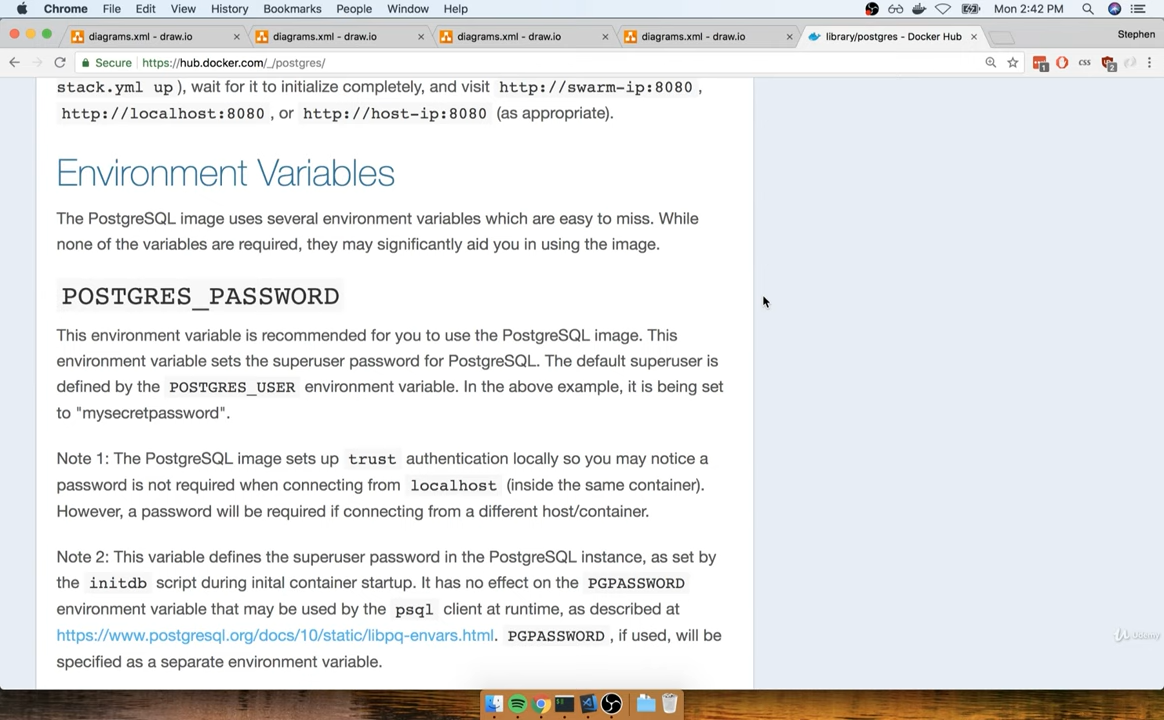 Chrome File Edit View History Bookmarks People Window Help Mon 2:42 PM
diagrams.xml - draw.io diagrams.xml - draw.io diagrams.xml - draw.io diagrams.xml - draw.io library/postgres - Docker Hub Stephen
Secure https://hub.docker.com/_/postgres/ 1 css 2
stack.yml up ), wait for it to initialize completely, and visit http://swarm-ip:8080 ,
http://localhost:8080 , or http://host-ip:8080 (as appropriate).
Environment Variables
The PostgreSQL image uses several environment variables which are easy to miss. While
none of the variables are required, they may significantly aid you in using the image.
POSTGRES_PASSWORD
This environment variable is recommended for you to use the PostgreSQL image. This
environment variable sets the superuser password for PostgreSQL. The default superuser is
defined by the POSTGRES_USER environment variable. In the above example, it is being set
to "mysecretpassword".
Note 1: The PostgreSQL image sets up trust authentication locally so you may notice a
password is not required when connecting from localhost (inside the same container).
However, a password will be required if connecting from a different host/container.
Note 2: This variable defines the superuser password in the PostgreSQL instance, as set by
the initdb script during inital container startup. It has no effect on the PGPASSWORD
environment variable that may be used by the psql client at runtime, as described at
https://www.postgresql.org/docs/10/static/libpq-envars.html. PGPASSWORD , if used, will be
specified as a separate environment variable.
Udemy